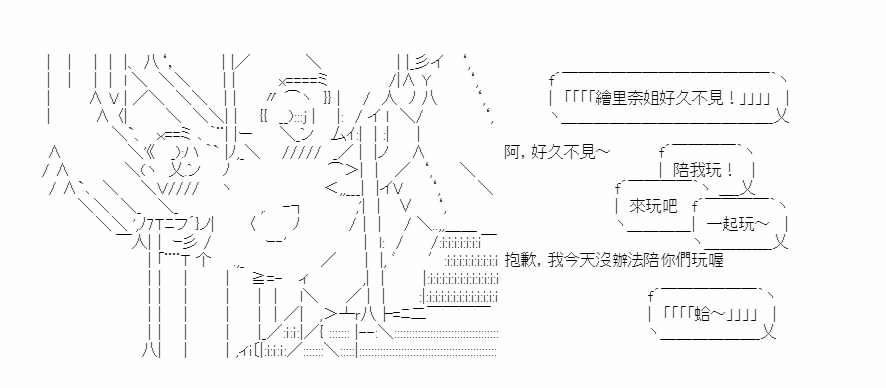 「「「「繪里奈姐好久不見！」」」」
阿，好久不見～
陪我玩！
來玩吧
一起玩～
抱歉，我今天沒辦法陪你們玩喔
「「「「蛤～」」」」